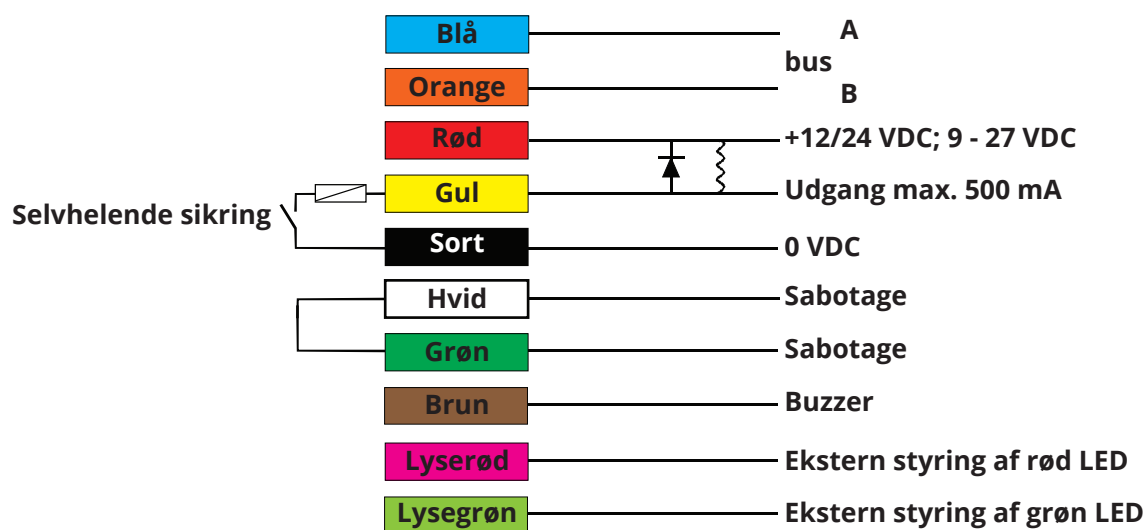 Blå A
bus
Orange B
Rød +12/24 VDC; 9 - 27 VDC
Gul Udgang max. 500 mA
Selvhelende sikring
Sort 0 VDC
Hvid Sabotage
Grøn Sabotage
Brun Buzzer
Lyserød Ekstern styring af rød LED
Lysegrøn Ekstern styring af grøn LED